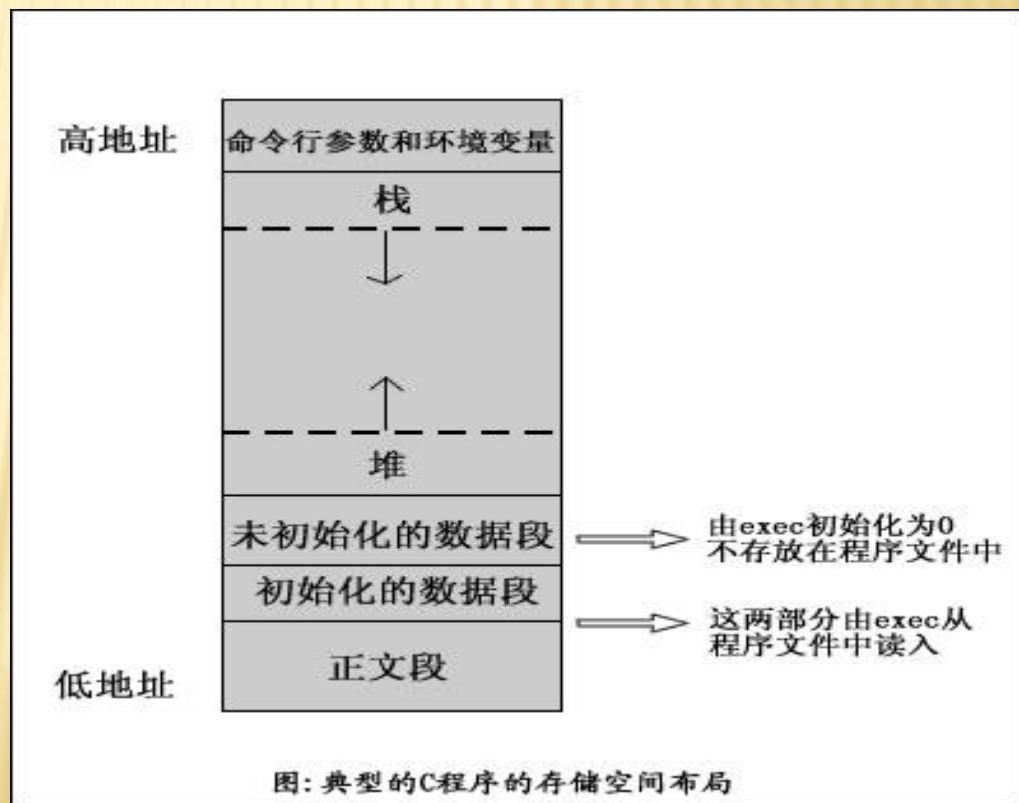 高地址
命令行参数和环境变量
栈
堆
未初始化的数据段
由exec初始化为0
不存放在程序文件中
初始化的数据段
这两部分由exec从
程序文件中读入
正文段
低地址
图:典型的C程序的存储空间布局